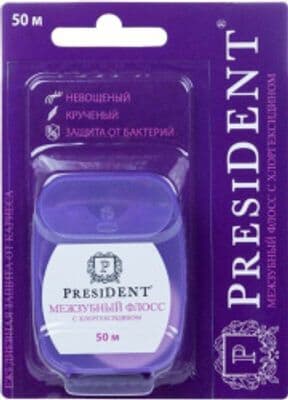 50 м
НЕВОЩЕНЫЙ
КРУЧЕНЫЙ
ЗАЩИТА ОТ БАКТЕРИЙ
PRESIDENT®
МЕЖЗУБНЫЙ ФЛОСС С ХЛОРГЕКСИДИНОМ
P
ЕЖЕДНЕВНАЯ ЗАЩИТА ОТ КАРИЕСА
P
PRESIDENT®
МЕЖЗУБНЫЙ ФЛОСС
С ХЛОРГЕКСИДИНОМ
50 м